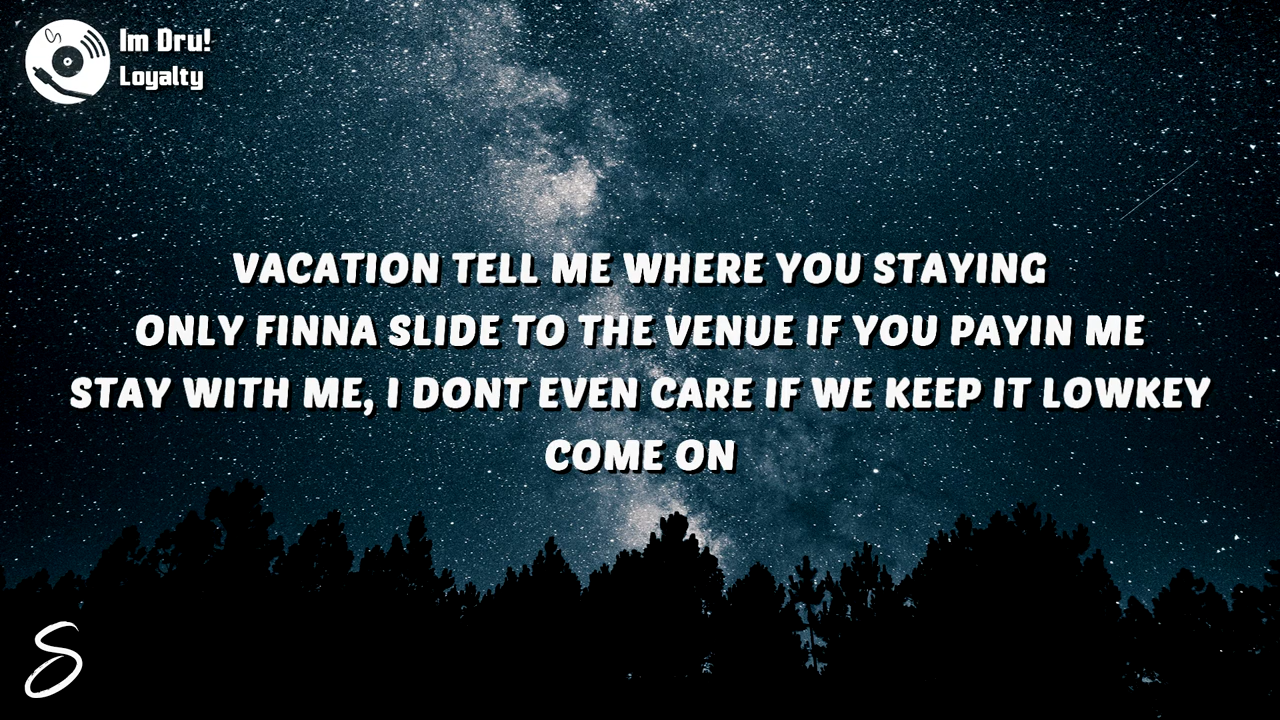 Im Dru!
Loyalty
VACATION TELL ME WHERE YOU STAYING
ONLY FINNA SLIDE TO THE VENUE IF YOU PAYIN ME
STAY WITH ME, I DONT EVEN CARE IF WE KEEP IT LOWKEY
COME ON
S